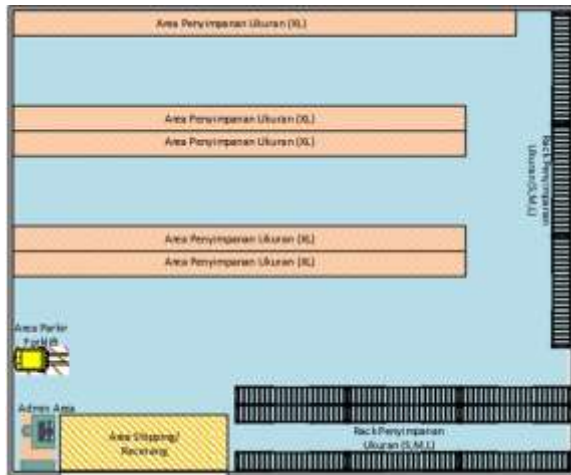 Area Penyimpanan Ukuran (XL)
Area Penyimpanan Ukuran (XL)
Area Penyimpanan Ukuran (XL)
Rack Penyimpanan
Ukuran (S,M,L)
Area Penyimpanan Ukuran (XL)
Area Penyimpanan Ukuran (XL)
Area Parkir
Forklift
Admin Area
Area Shipping/
Receiving
Rack Penyimpanan
Ukuran (S,M,L)